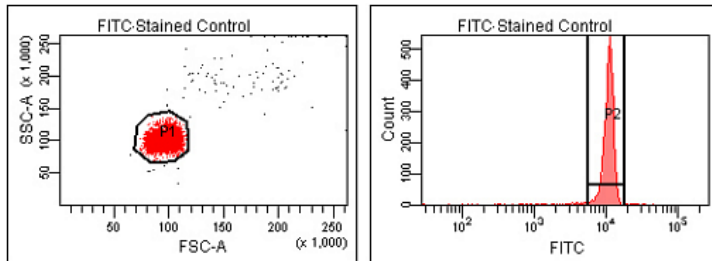 FITC-Stained Control
SSC-A (x 1,000)
250
200
150
100
50
P1
50 100 150 200 250
FSC-A (x 1,000)
FITC-Stained Control
Count
500
400
300
200
100
0
P2
10² 10³ 10⁴ 10⁵
FITC